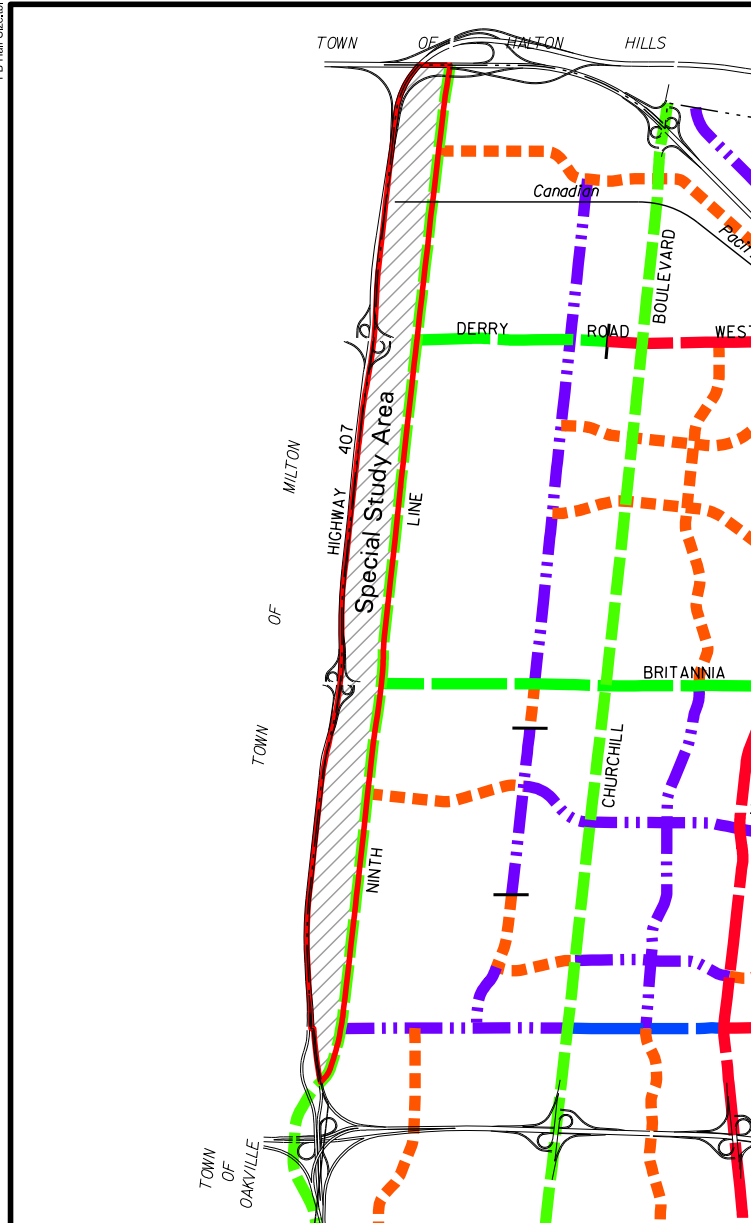 TOWN OF HALTON HILLS
Canadian
BOULEVARD
DERRY ROAD WEST
MILTON
407
HIGHWAY
Special Study Area
LINE
OF
BRITANNIA
TOWN
CHURCHILL
NINTH
TOWN
OF
OAKVILLE